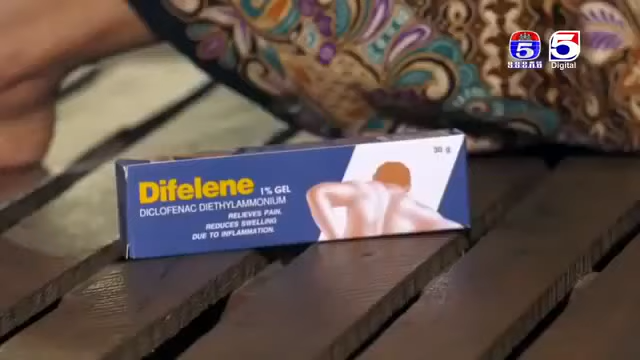 5
5
Digital
Difelene 1% GEL
DICLOFENAC DIETHYLAMMONIUM
RELIEVES PAIN.
REDUCES SWELLING
DUE TO INFLAMMATION.
30 g